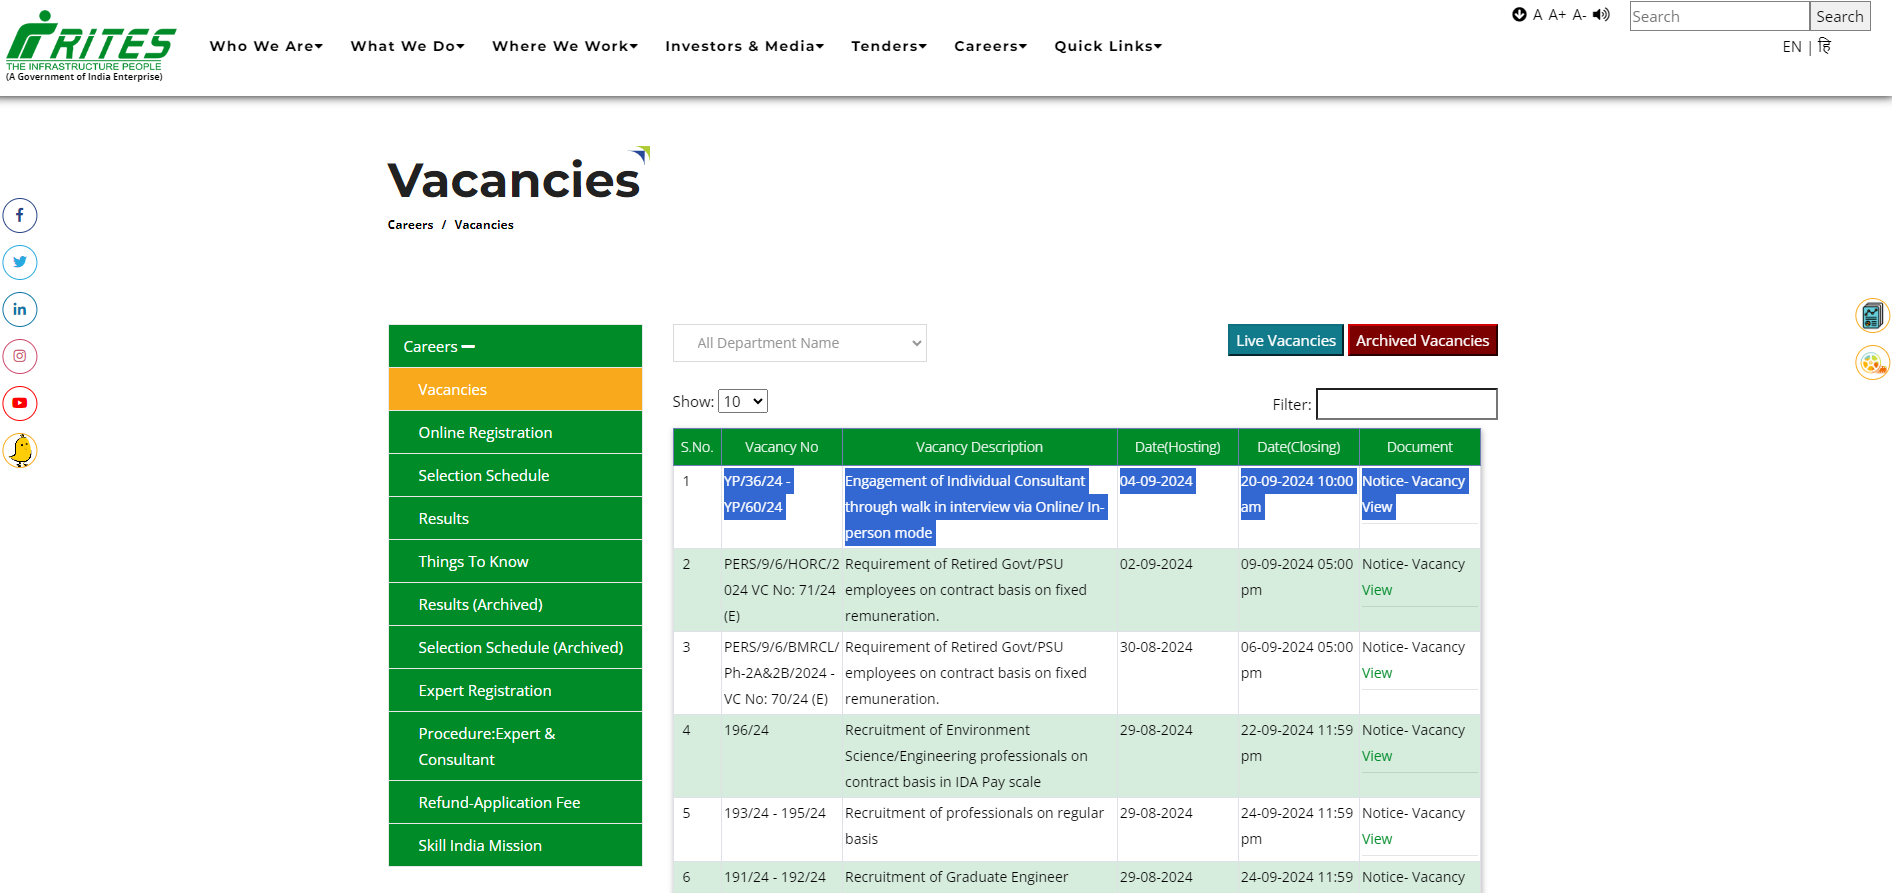 RITES
THE INFRASTRUCTURE PEOPLE
(A Government of India Enterprise)
Who We Are What We Do Where We Work Investors & Media Tenders Careers Quick Links
A A+ A- Search Search
EN | हि
Vacancies
Careers / Vacancies
Careers
Vacancies
Online Registration
Selection Schedule
Results
Things To Know
Results (Archived)
Selection Schedule (Archived)
Expert Registration
Procedure:Expert &
Consultant
Refund-Application Fee
Skill India Mission
All Department Name
Live Vacancies Archived Vacancies
Show: 10
Filter:
S.No. Vacancy No Vacancy Description Date(Hosting) Date(Closing) Document
1 YP/36/24 - Engagement of Individual Consultant 04-09-2024 20-09-2024 10:00 Notice- Vacancy
YP/60/24 through walk in interview via Online/ In- am View
person mode
2 PERS/9/6/HORC/2 Requirement of Retired Govt/PSU 02-09-2024 09-09-2024 05:00 Notice- Vacancy
024 VC No: 71/24 employees on contract basis on fixed pm View
(E) remuneration.
3 PERS/9/6/BMRCL/ Requirement of Retired Govt/PSU 30-08-2024 06-09-2024 05:00 Notice- Vacancy
Ph-2A&2B/2024 - employees on contract basis on fixed pm View
VC No: 70/24 (E) remuneration.
4 196/24 Recruitment of Environment 29-08-2024 22-09-2024 11:59 Notice- Vacancy
Science/Engineering professionals on pm View
contract basis in IDA Pay scale
5 193/24 - 195/24 Recruitment of professionals on regular 29-08-2024 24-09-2024 11:59 Notice- Vacancy
basis pm View
6 191/24 - 192/24 Recruitment of Graduate Engineer 29-08-2024 24-09-2024 11:59 Notice- Vacancy